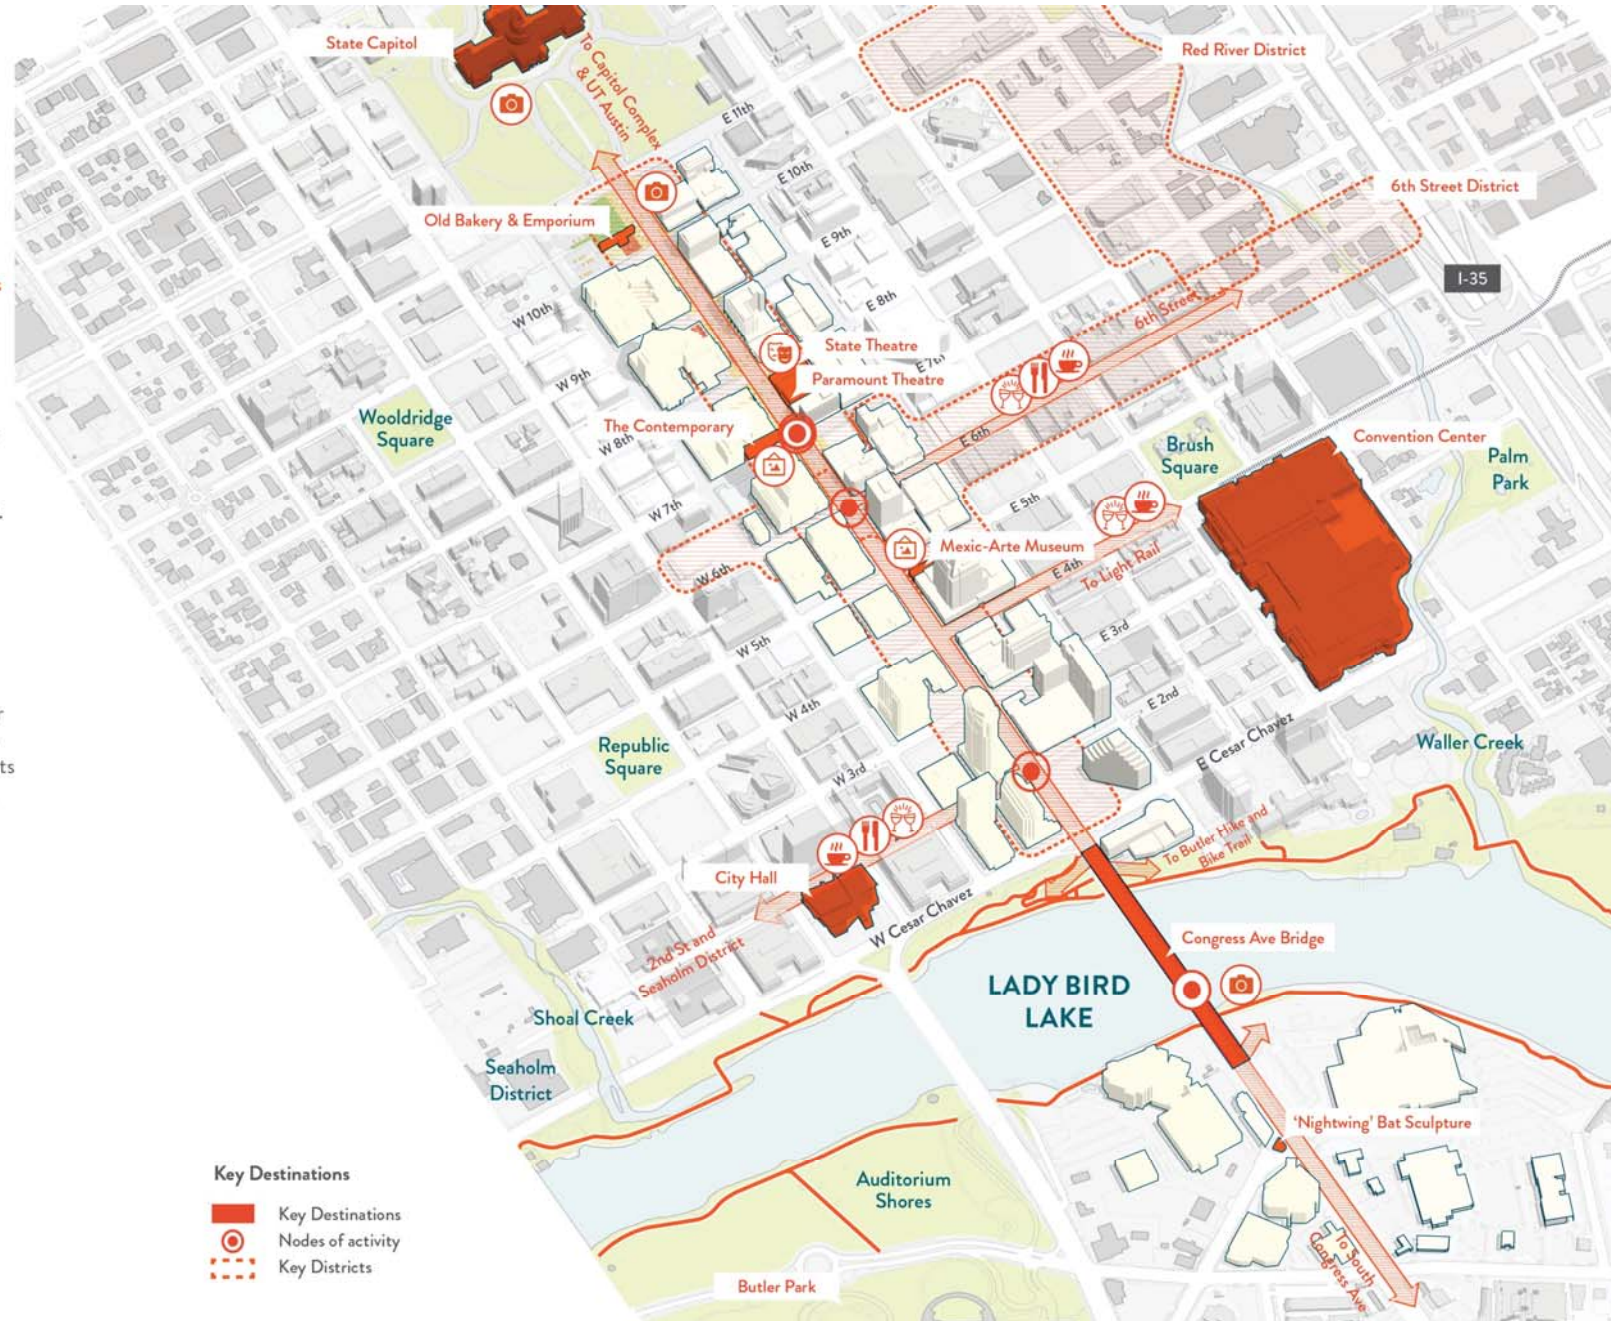 State Capitol
To Capitol Complex
& UT Austin
Red River District
E 11th
E 10th
6th Street District
Old Bakery & Emporium
E 9th
I-35
E 8th
W 10th
6th Street
State Theatre
E 7th
Paramount Theatre
W 9th
Wooldridge
Square
The Contemporary
W 8th
E 6th
Brush
Square
Convention Center
Palm
Park
W 7th
E 5th
Mexic-Arte Museum
W 6th
E 4th
To Light Rail
E 3rd
W 5th
E 2nd
W 4th
E Cesar Chavez
Waller Creek
Republic
Square
ts
W 3rd
To Butler Hike and
Bike Trail
City Hall
W Cesar Chavez
2nd St and
Seaholm District
Congress Ave Bridge
LADY BIRD
LAKE
Shoal Creek
Seaholm
District
'Nightwing' Bat Sculpture
Auditorium
Shores
To South
Congress Ave
Butler Park
Key Destinations
Key Destinations
Nodes of activity
Key Districts